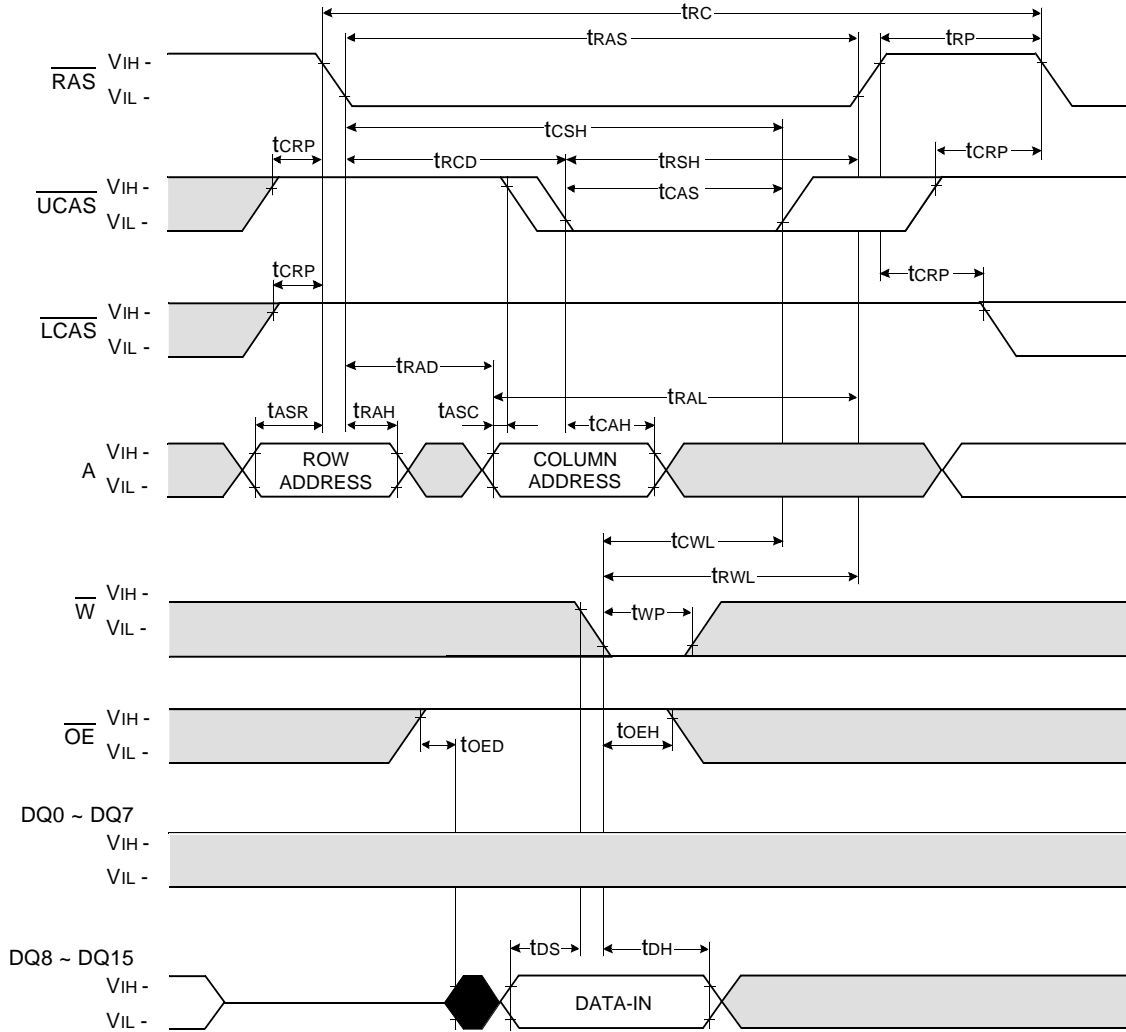 tRC
tRAS
tRP
RAS
VIH -
VIL -
tCSH
tCRP
tRCD
tRSH
tCRP
UCAS
VIH -
VIL -
tCAS
tCRP
tCRP
LCAS
VIH -
VIL -
tRAD
tRAL
tASR
tRAH
tASC
tCAH
A
VIH -
VIL -
ROW
ADDRESS
COLUMN
ADDRESS
tCWL
tRWL
W
VIH -
VIL -
tWP
OE
VIH -
VIL -
tOED
tOEH
DQ0 ~ DQ7
VIH -
VIL -
DQ8 ~ DQ15
VIH -
VIL -
tDS
tDH
DATA-IN